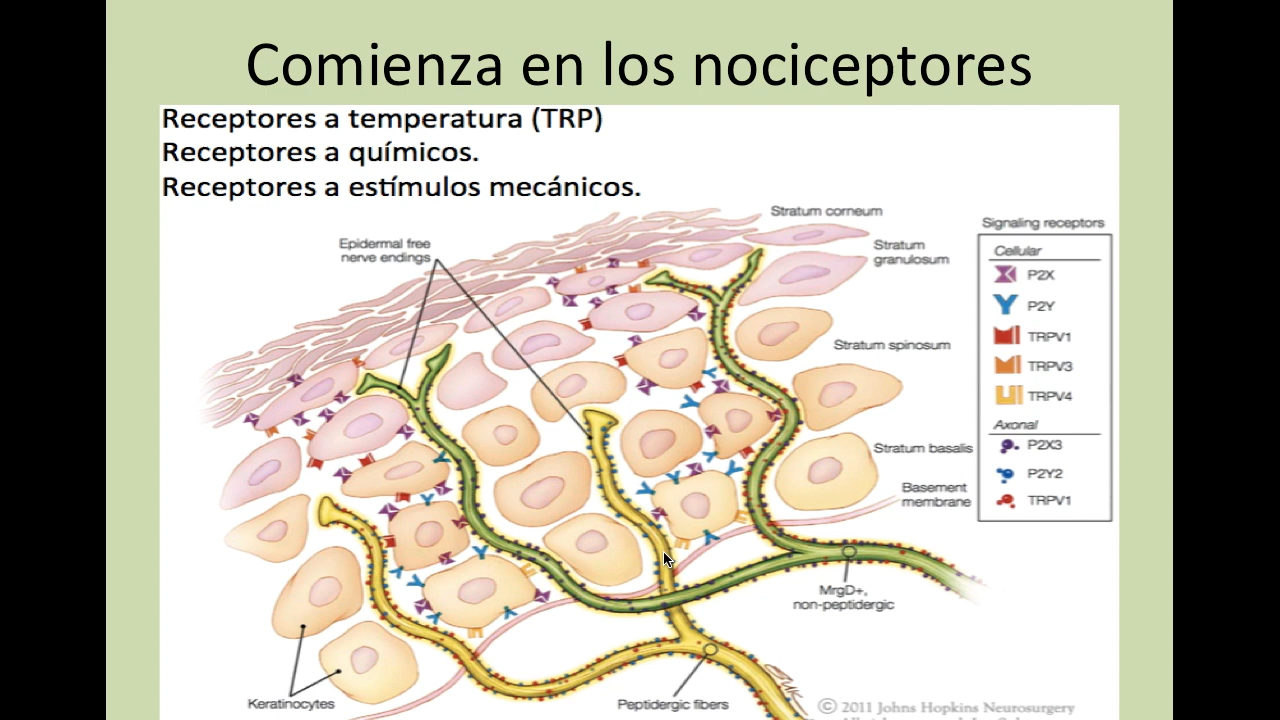 Comienza en los nociceptores
Receptores a temperatura (TRP)
Receptores a químicos.
Receptores a estímulos mecánicos.
Stratum corneum
Signaling receptors
Epidermal free
nerve endings
Stratum
granulosum
Cellular
P2X
P2Y
TRPV1
Stratum spinosum
TRPV3
TRPV4
Axonal
P2X3
Stratum basalis
P2Y2
Basement
membrane
TRPV1
MrgD+,
non-peptidergic
Keratinocytes
Peptidergic fibers
© 2011 Johns Hopkins Neurosurgery